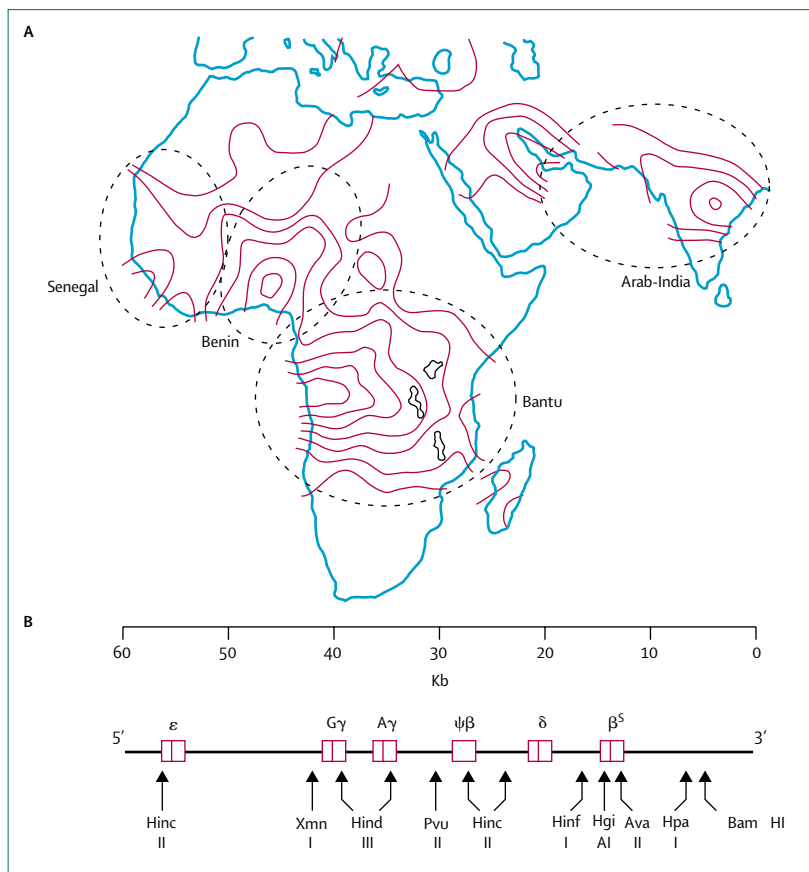 A
Senegal
Benin
Arab-India
Bantu
B
60 50 40 30 20 10 0
Kb
ε Gγ Aγ ψβ δ βS
5′ 3′
Hinc Xmn Hind Pvu Hinc Hinf Hgi Ava Hpa Bam HI
II I III II II I AI II I